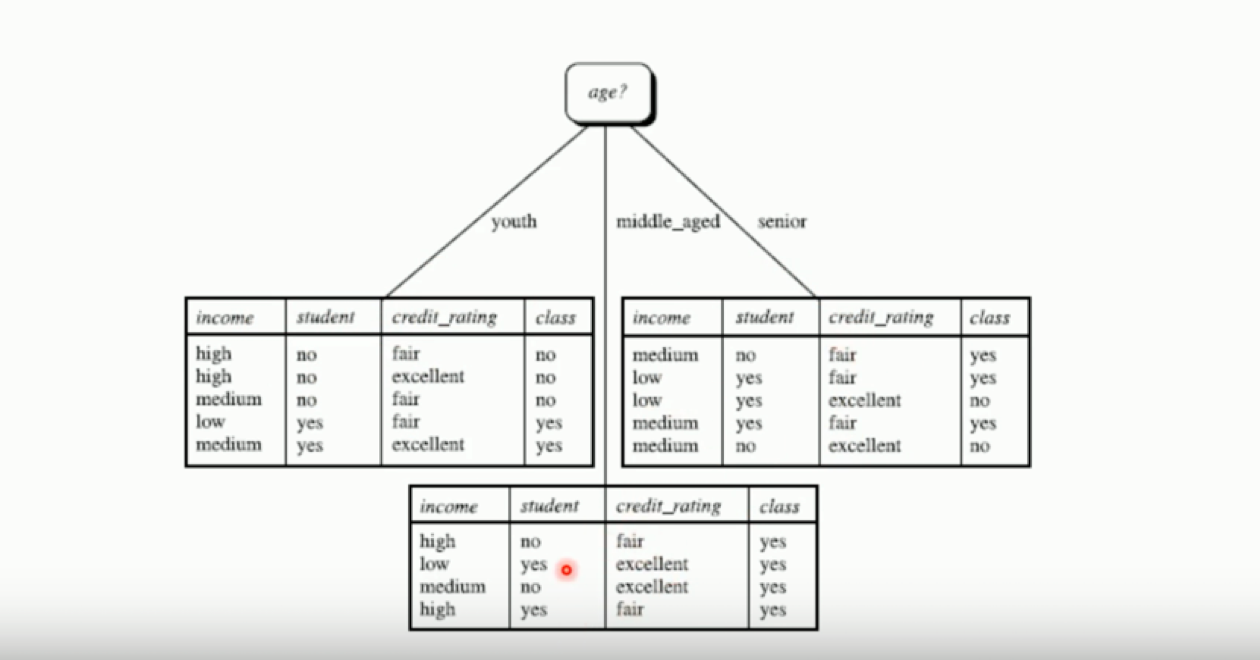 age?
youth
middle_aged
senior
income student credit_rating class
high no fair no
high no excellent no
medium no fair no
low yes fair yes
medium yes excellent yes
income student credit_rating class
medium no fair yes
low yes fair yes
low yes excellent no
medium yes fair yes
medium no excellent no
income student credit_rating class
high no fair yes
low yes excellent yes
medium no excellent yes
high yes fair yes